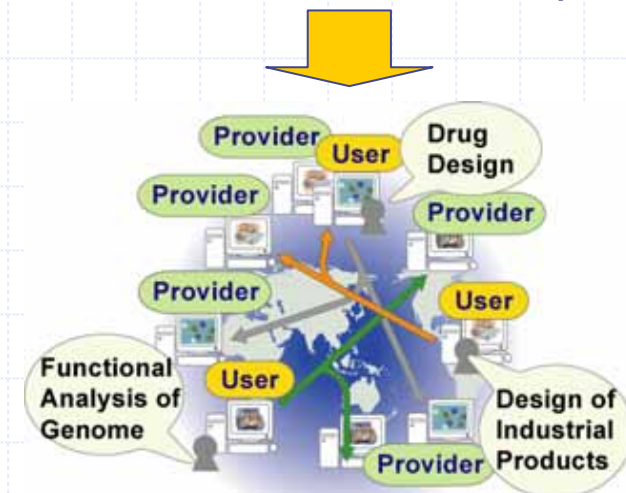 Provider
User
Drug
Design
Provider
Provider
Provider
User
Functional
Analysis of
Genome
User
Design of
Industrial
Products
Provider